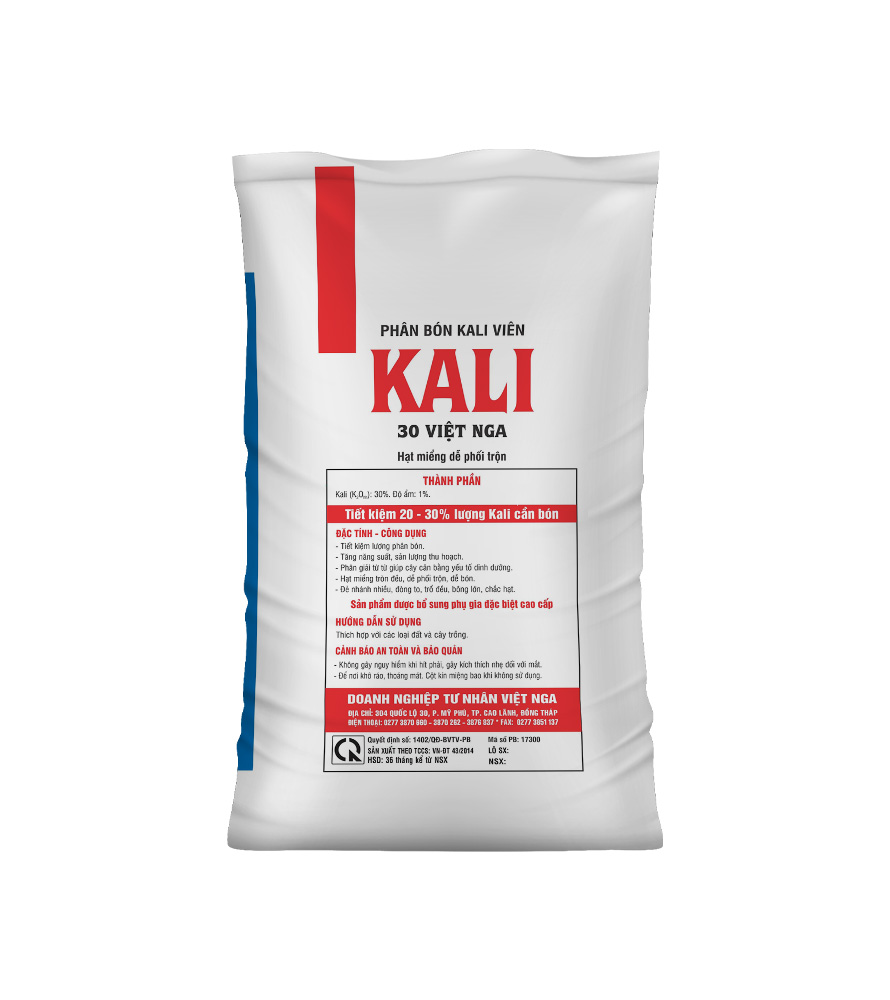 PHÂN BÓN KALI VIÊN
KALI
30 VIỆT NGA
Hạt miểng dễ phối trộn
THÀNH PHẦN
Kali (K₂Ohh): 30%. Độ ẩm: 1%.
Tiết kiệm 20 - 30% lượng Kali cần bón
ĐẶC TÍNH - CÔNG DỤNG
- Tiết kiệm lượng phân bón.
- Tăng năng suất, sản lượng thu hoạch.
- Phân giải từ từ giúp cây cân bằng yếu tố dinh dưỡng.
- Hạt miểng tròn đều, dễ phối trộn, dễ bón.
- Đẻ nhánh nhiều, đòng to, trổ đều, bông lớn, chắc hạt.
Sản phẩm được bổ sung phụ gia đặc biệt cao cấp
HƯỚNG DẪN SỬ DỤNG
Thích hợp với các loại đất và cây trồng.
CẢNH BÁO AN TOÀN VÀ BẢO QUẢN
- Không gây nguy hiểm khi hít phải, gây kích thích nhẹ đối với mắt.
- Để nơi khô ráo, thoáng mát. Cột kín miệng bao khi không sử dụng.
DOANH NGHIỆP TƯ NHÂN VIỆT NGA
ĐỊA CHỈ: 304 QUỐC LỘ 30, P. MỸ PHÚ, TP. CAO LÃNH, ĐỒNG THÁP
ĐIỆN THOẠI: 0277 3870 660 - 3870 262 - 3876 837 * FAX: 0277 3851 137
Quyết định số: 1402/QĐ-BVTV-PB Mã số PB: 17300
SẢN XUẤT THEO TCCS: VN-ĐT 43/2014 LÔ SX:
HSD: 36 tháng kể từ NSX NSX: